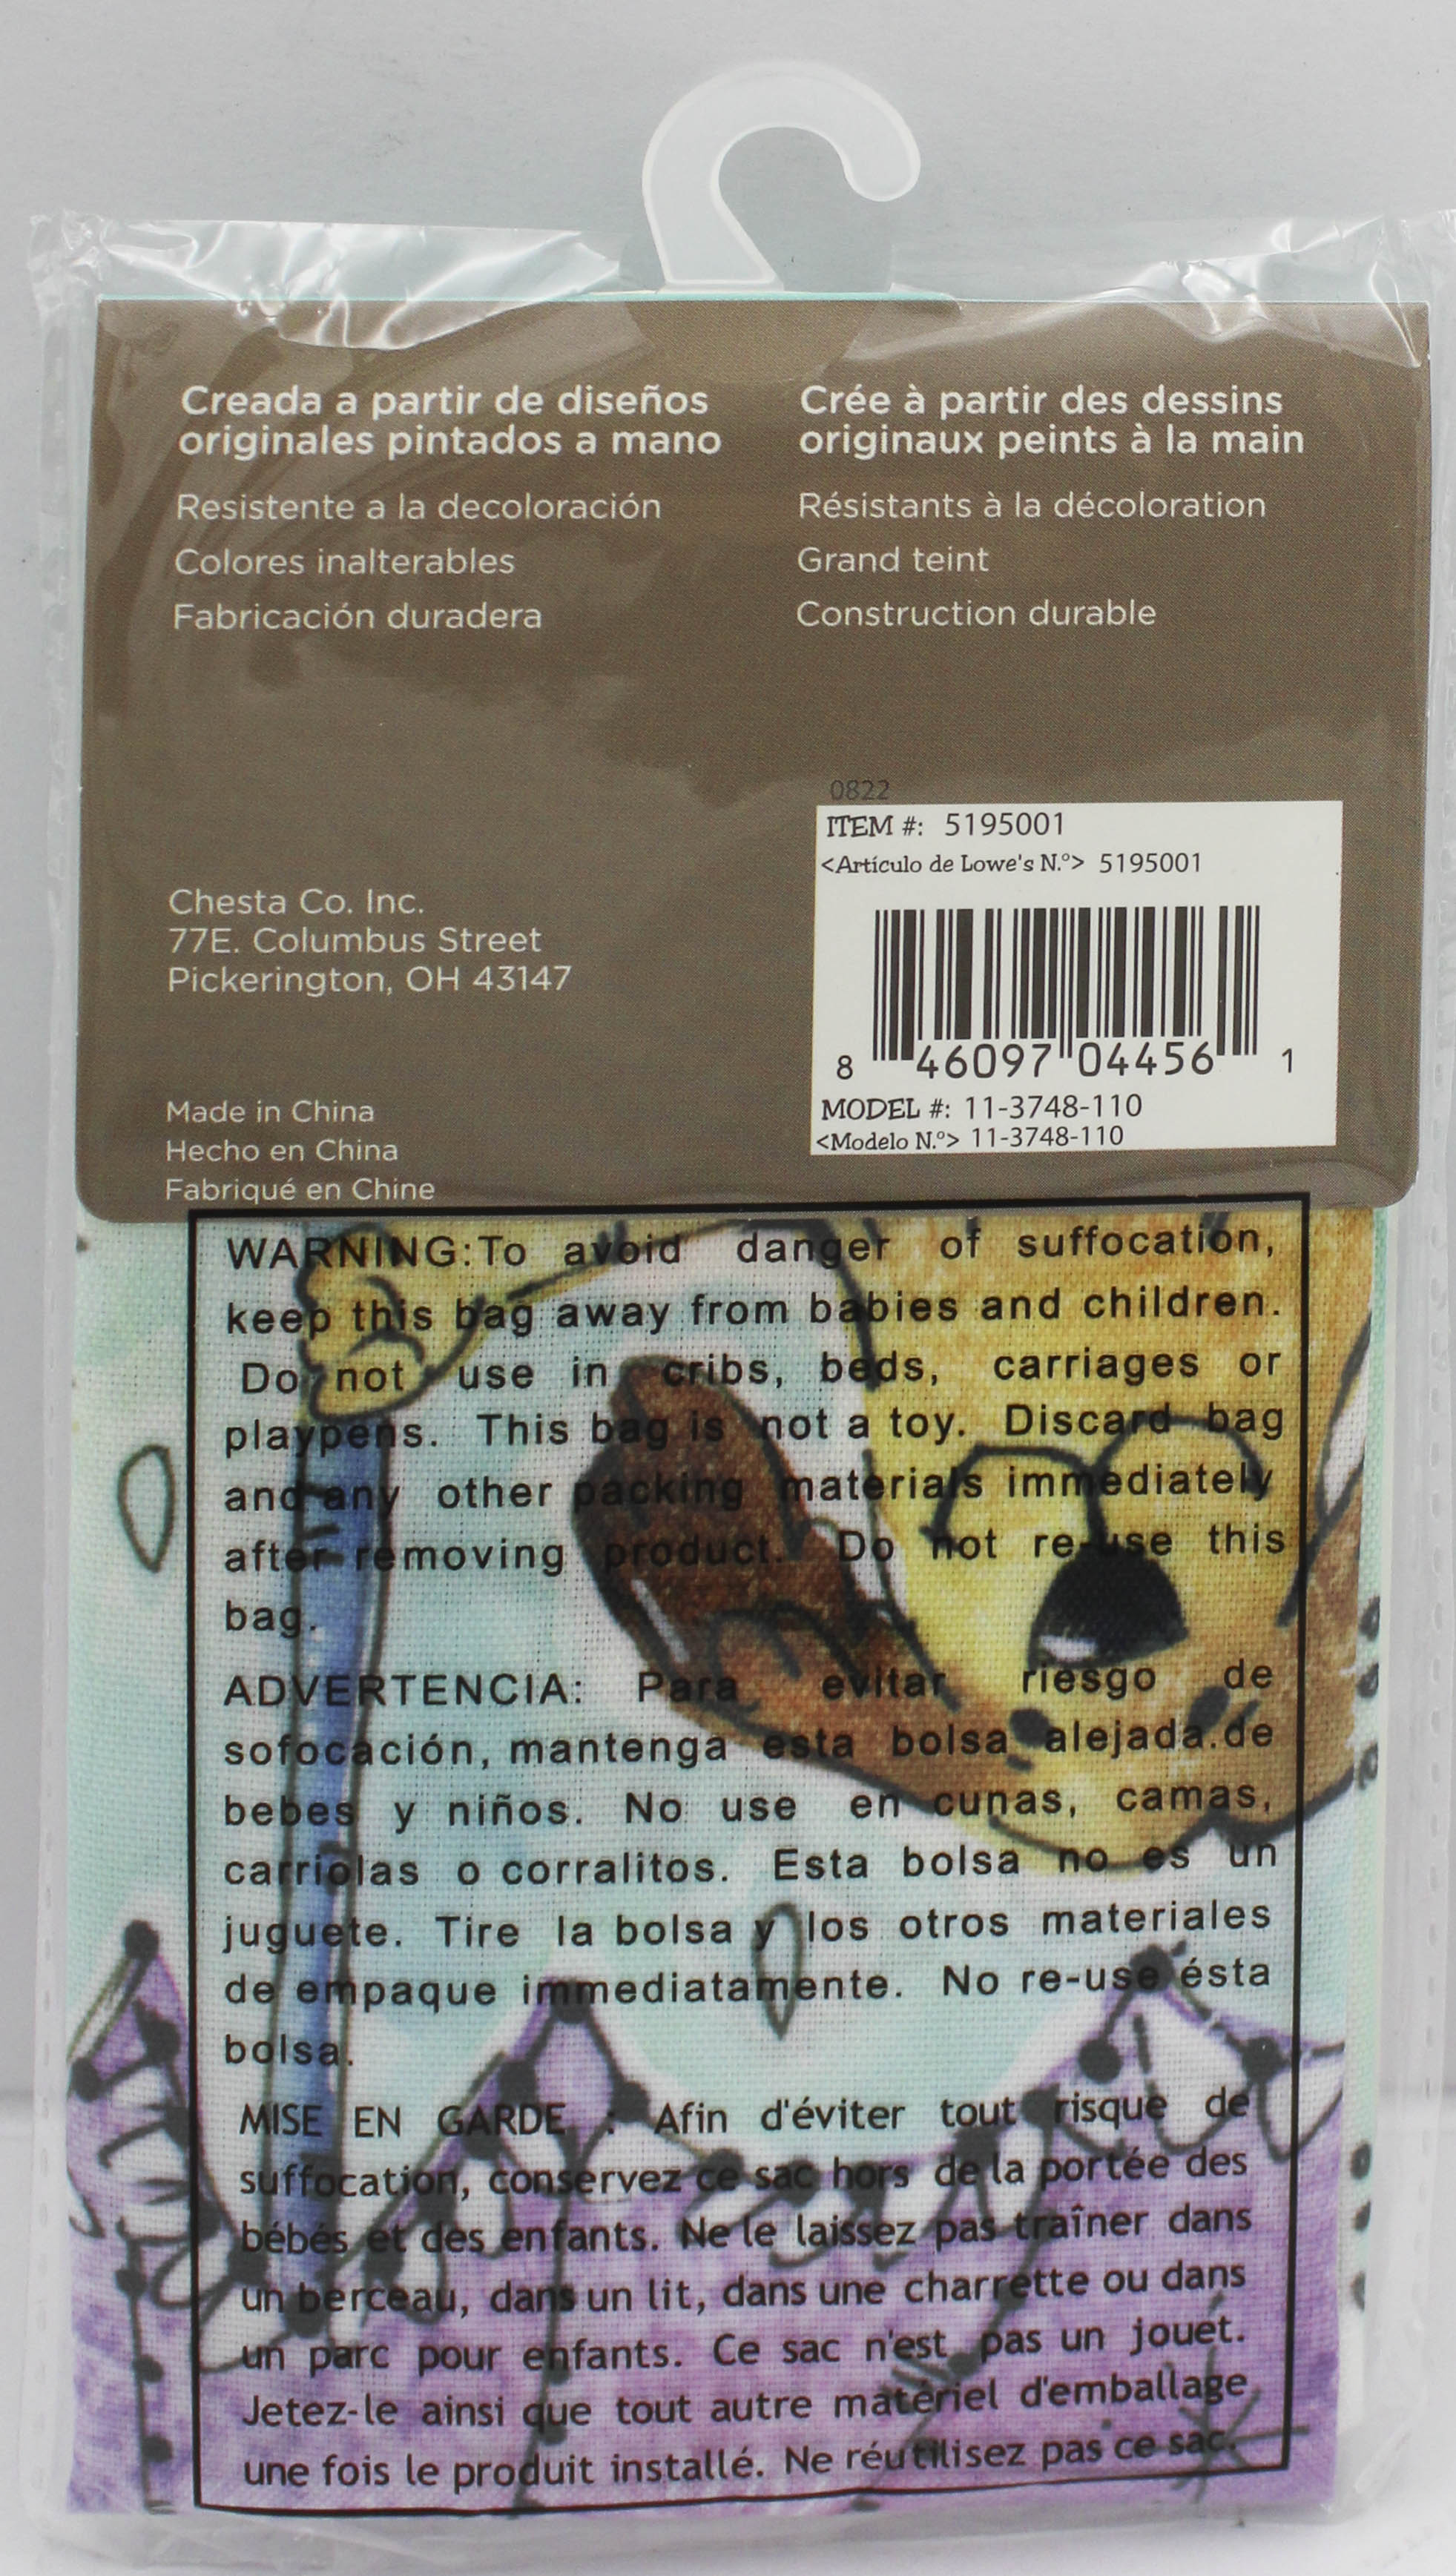 Creada a partir de diseños
originales pintados a mano
Resistente a la decoloración
Colores inalterables
Fabricación duradera
Crée à partir des dessins
originaux peints à la main
Résistants à la décoloration
Grand teint
Construction durable
Chesta Co. Inc.
77E. Columbus Street
Pickerington, OH 43147
Made in China
Hecho en China
Fabriqué en Chine
0822
ITEM #: 5195001
<Artículo de Lowe's N.º> 5195001
8 46097 04456 1
MODEL #: 11-3748-110
<Modelo N.º> 11-3748-110
WARNING:To avoid danger of suffocation,
keep this bag away from babies and children.
Do not use in cribs, beds, carriages or
playpens. This bag is not a toy. Discard bag
and any other packing materials immediately
after removing product. Do not re-use this
bag.
ADVERTENCIA: Para evitar riesgo de
sofocación, mantenga esta bolsa alejada.de
bebes y niños. No use en cunas, camas,
carriolas o corralitos. Esta bolsa no es un
juguete. Tire la bolsa y los otros materiales
de empaque immediatamente. No re-use ésta
bolsa.
MISE EN GARDE : Afin d'éviter tout risque de
suffocation, conservez ce sac hors de la portée des
bébés et des enfants. Ne le laissez pas traîner dans
un berceau, dans un lit, dans une charrette ou dans
un parc pour enfants. Ce sac n'est pas un jouet.
Jetez-le ainsi que tout autre matériel d'emballage
une fois le produit installé. Ne réutilisez pas ce sac.